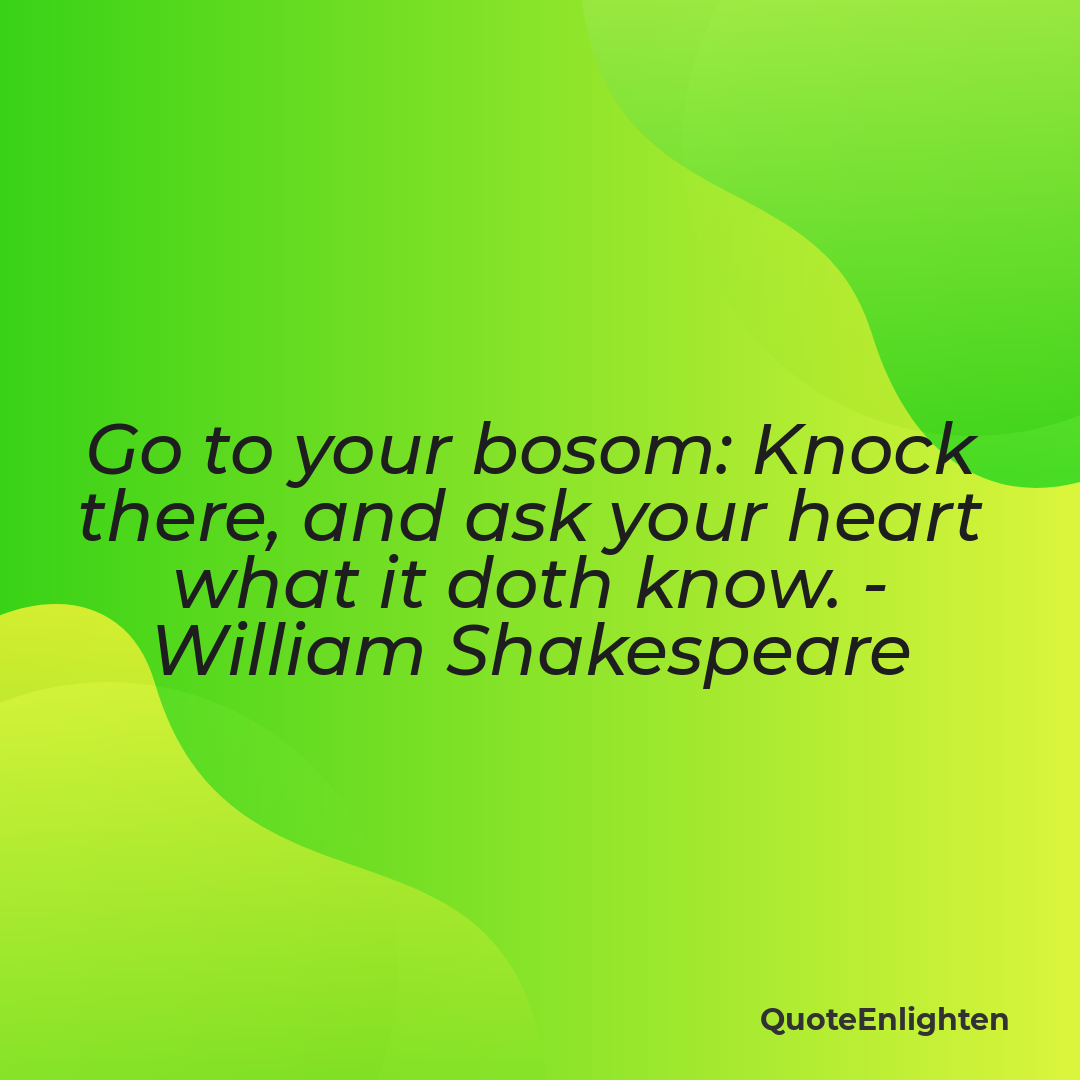 Go to your bosom: Knock
there, and ask your heart
what it doth know. -
William Shakespeare
QuoteEnlighten